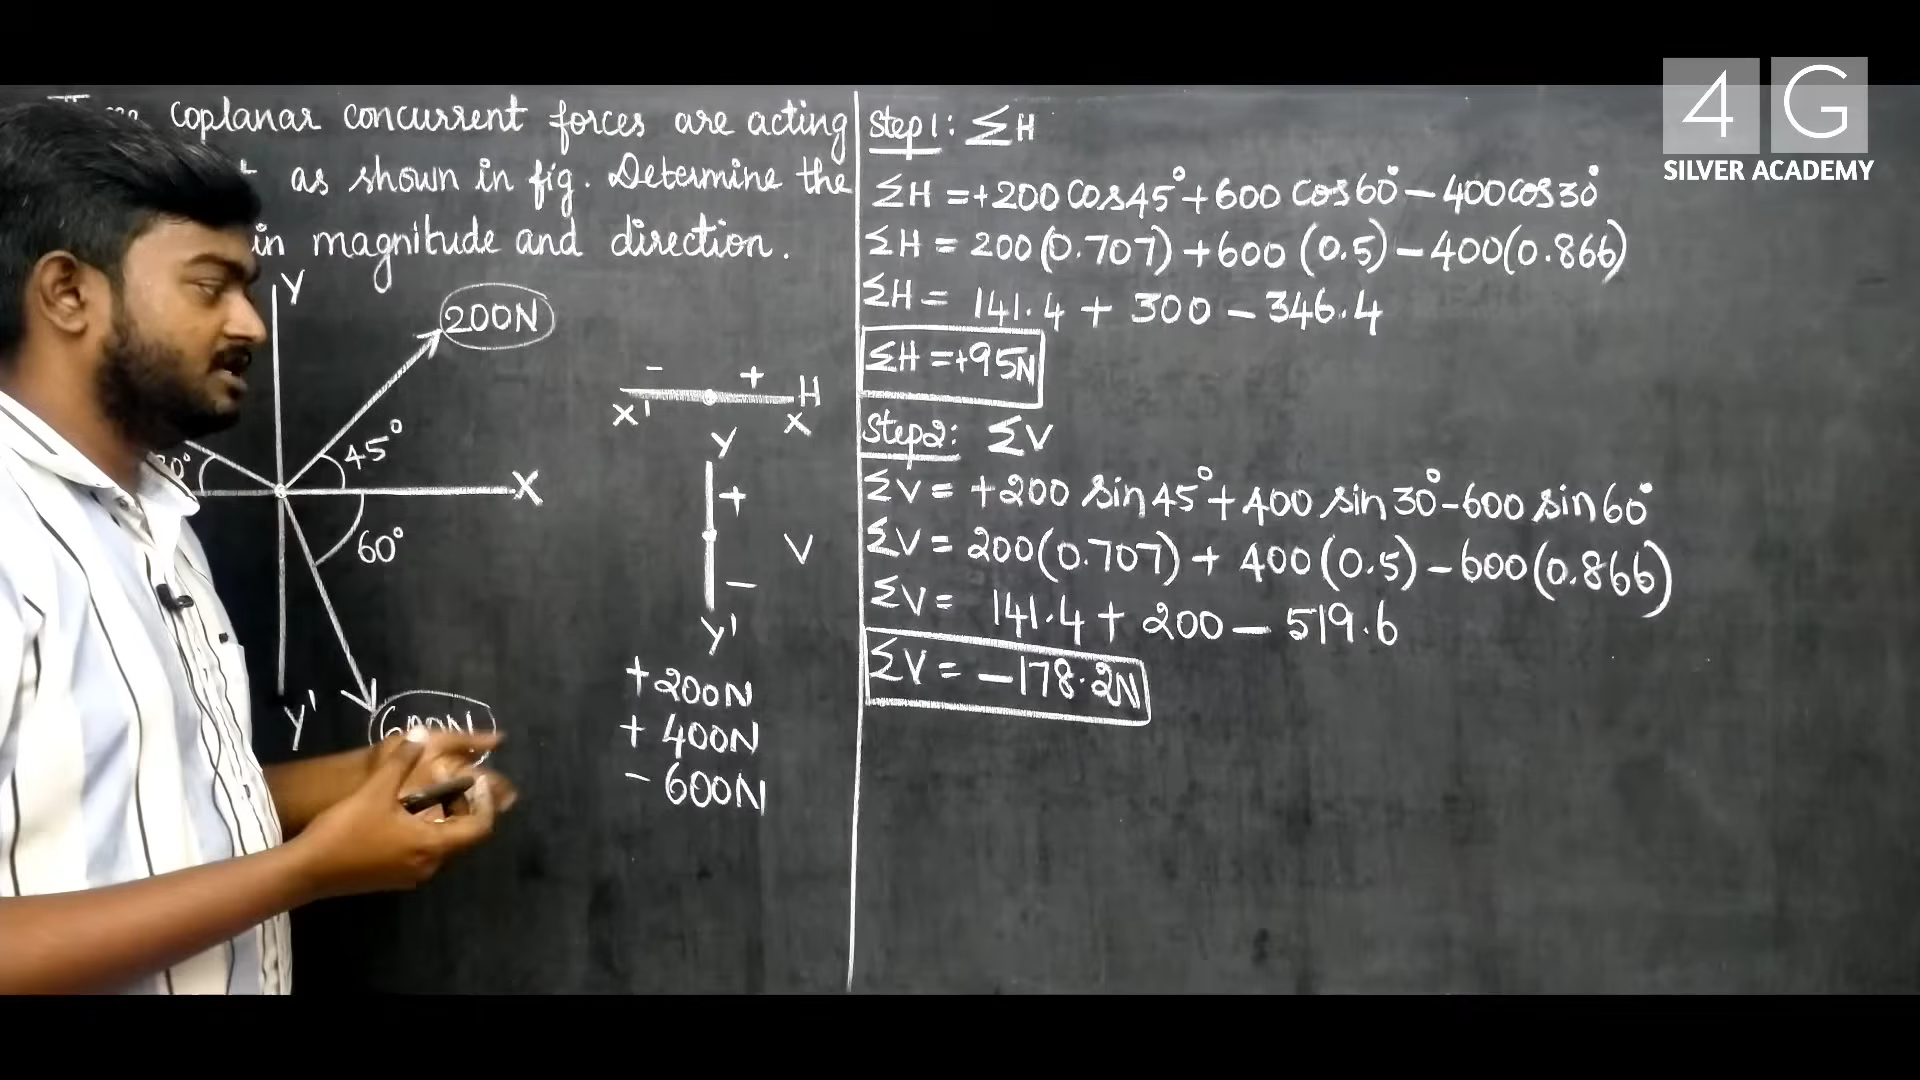 coplanar concurrent forces are acting
as shown in fig. Determine the
in magnitude and direction.
Y
200N
45°
X
60°
Y'
- +
X' X H
Y
+
V
-
Y'
+200N
+ 400N
- 600N
Step1: ΣH
ΣH = +200 cos45° + 600 cos60° - 400cos30°
ΣH = 200(0.707) + 600 (0.5) - 400(0.866)
ΣH = 141.4 + 300 - 346.4
ΣH = +95N
Step2: ΣV
ΣV = +200 sin45° + 400 sin30° - 600 sin60°
ΣV = 200(0.707) + 400(0.5) - 600(0.866)
ΣV = 141.4 + 200 - 519.6
ΣV = -178.2N
4G
SILVER ACADEMY